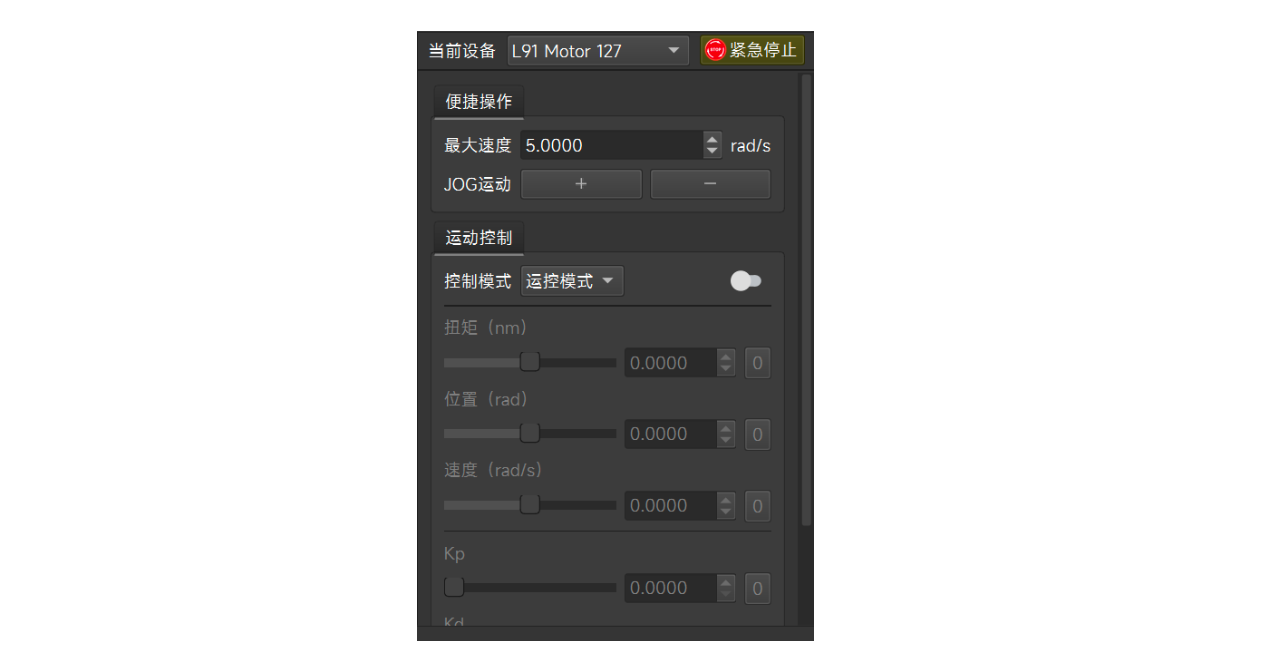 当前设备 L91 Motor 127 STOP 紧急停止
便捷操作
最大速度 5.0000 rad/s
JOG运动 + −
运动控制
控制模式 运控模式
扭矩（nm）
0.0000 0
位置（rad）
0.0000 0
速度（rad/s）
0.0000 0
Kp
0.0000 0
Kd